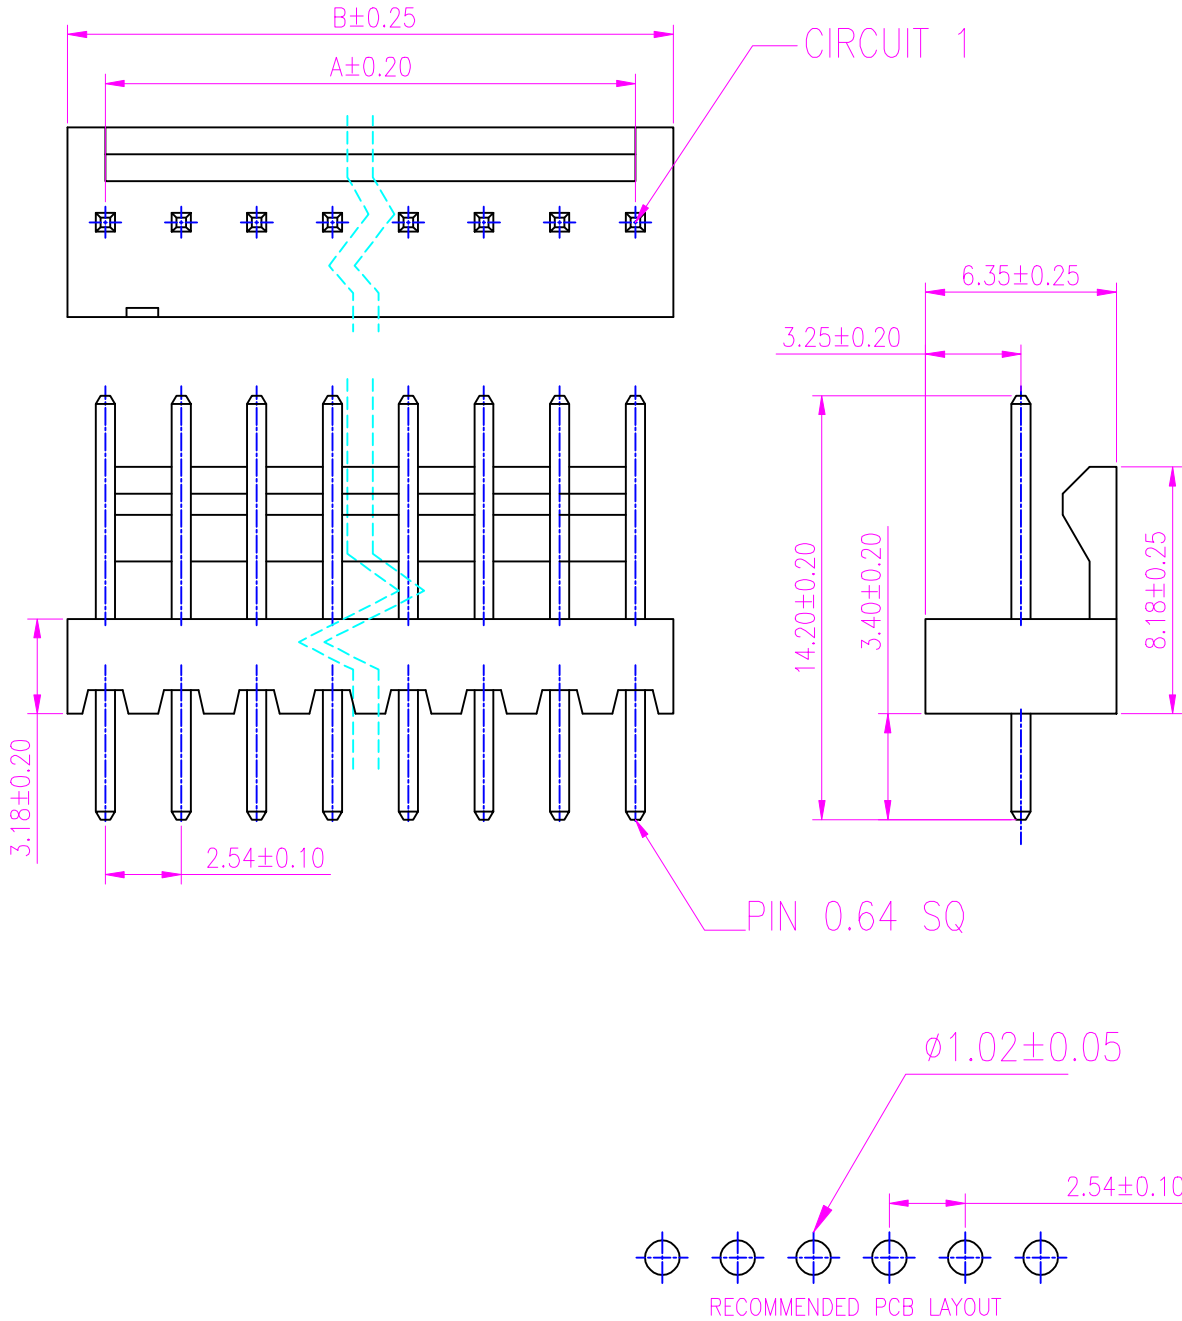 B±0.25
A±0.20
CIRCUIT 1
6.35±0.25
3.25±0.20
14.20±0.20
3.40±0.20
8.18±0.25
3.18±0.20
2.54±0.10
PIN 0.64 SQ
ø1.02±0.05
2.54±0.10
RECOMMENDED PCB LAYOUT